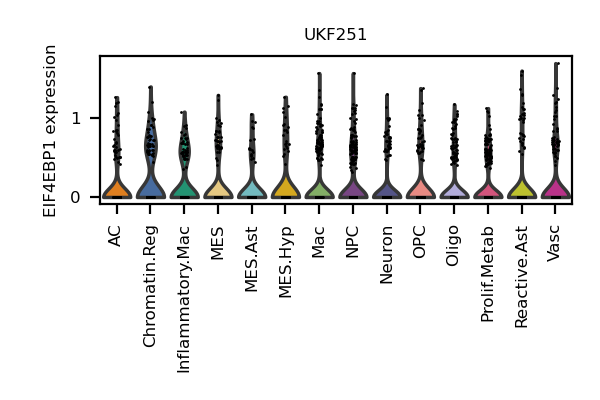 UKF251
EIF4EBP1 expression
1
0
AC
Chromatin.Reg
Inflammatory.Mac
MES
MES.Ast
MES.Hyp
Mac
NPC
Neuron
OPC
Oligo
Prolif.Metab
Reactive.Ast
Vasc